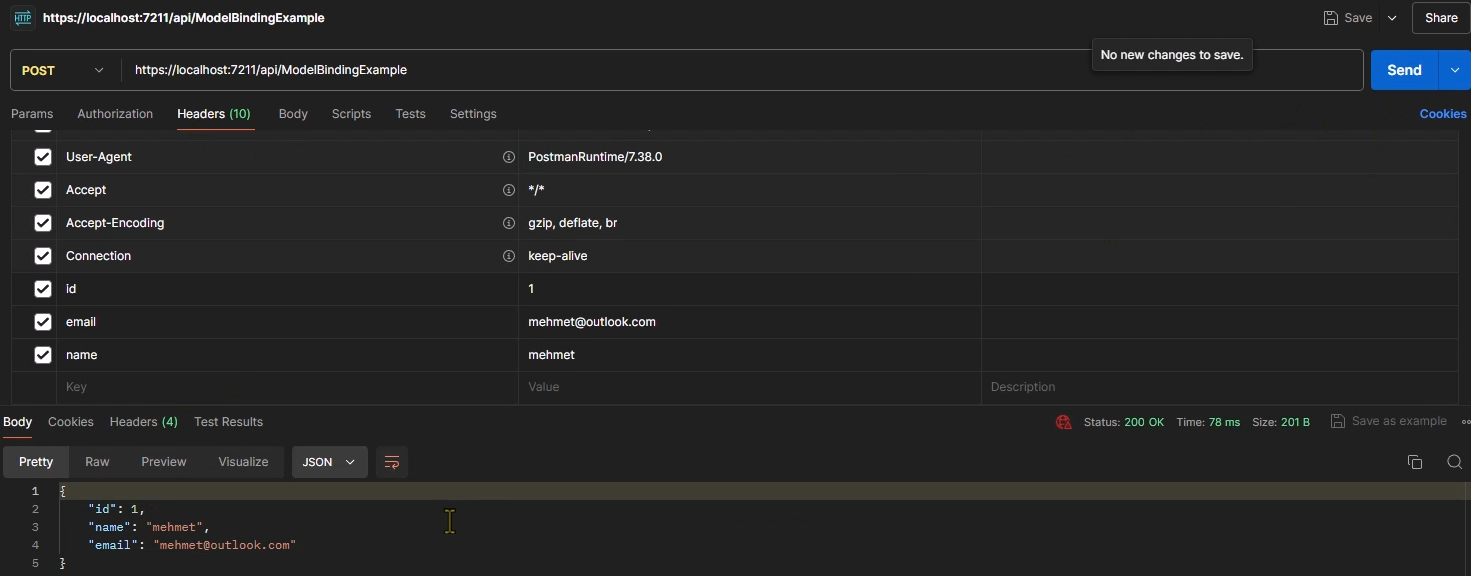 HTTP https://localhost:7211/api/ModelBindingExample Save Share
No new changes to save.
POST https://localhost:7211/api/ModelBindingExample Send
Params Authorization Headers (10) Body Scripts Tests Settings Cookies
User-Agent PostmanRuntime/7.38.0
Accept */*
Accept-Encoding gzip, deflate, br
Connection keep-alive
id 1
email mehmet@outlook.com
name mehmet
Key Value Description
Body Cookies Headers (4) Test Results Status: 200 OK Time: 78 ms Size: 201 B Save as example
Pretty Raw Preview Visualize JSON
1 {
2 "id": 1,
3 "name": "mehmet",
4 "email": "mehmet@outlook.com"
5 }